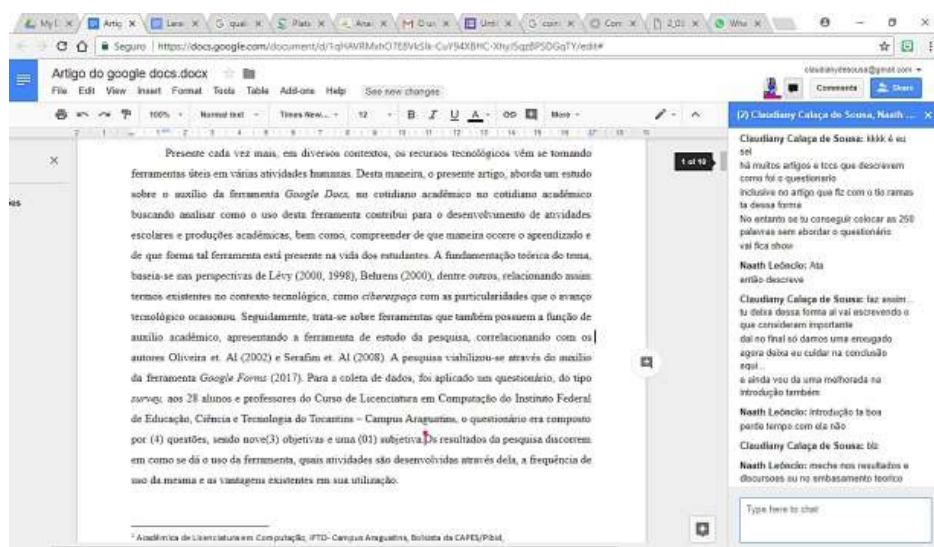 Artig
Seguro
Artigo do google docs.docx
File Edit View Insert Format Tools Table Add-ons Help See new changes
Comments
Share
100% Normal text Times New... 12 B I U A More
(2) Claudiany Calaça de Sousa, Naath ...
1 of 10
Presente cada vez mais, em diversos contextos, os recursos tecnológicos vêm se tornando
ferramentas úteis em várias atividades humanas. Desta maneira, o presente artigo, aborda um estudo
sobre o auxílio da ferramenta Google Docs, no cotidiano acadêmico no cotidiano acadêmico
buscando analisar como o uso desta ferramenta contribui para o desenvolvimento de atividades
escolares e produções acadêmicas, bem como, compreender de que maneira ocorre o aprendizado e
de que forma tal ferramenta está presente na vida dos estudantes. A fundamentação teórica do tema,
baseia-se nas perspectivas de Lévy (2000, 1998), Behrens (2000), dentre outros, relacionando assim
termos existentes no contexto tecnológico, como ciberespaço com as particularidades que o avanço
tecnológico ocasionou. Seguidamente, trata-se sobre ferramentas que também possuem a função de
auxílio acadêmico, apresentando a ferramenta de estudo da pesquisa, correlacionando com os
autores Oliveira et. Al (2002) e Serafim et. Al (2008). A pesquisa viabilizou-se através do auxílio
da ferramenta Google Forms (2017). Para a coleta de dados, foi aplicado um questionário, do tipo
survey, aos 28 alunos e professores do Curso de Licenciatura em Computação do Instituto Federal
de Educação, Ciência e Tecnologia do Tocantins – Campus Araguatins, o questionário era composto
por (4) questões, sendo nove(3) objetivas e uma (01) subjetiva.Os resultados da pesquisa discorrem
em como se dá o uso da ferramenta, quais atividades são desenvolvidas através dela, a frequência de
uso da mesma e as vantagens existentes em sua utilização.
1 Acadêmica de Licenciatura em Computação, IFTO- Campus Araguatins, Bolsista da CAPES/Pibid,
Claudiany Calaça de Sousa: kkkk é eu
sei
há muitos artigos e tccs que descrevem
como foi o questionario
inclusive no artigo que fiz com o tio ramas
ta dessa forma
No entanto se tu conseguir colocar as 250
palavras sem abordar o questionário
vai fica show
Naath Ledncio: Ata
então descreve
Claudiany Calaça de Sousa: faz assim...
tu deixa dessa forma ai vai escrevendo o
que consideram importante
dai no final só damos uma enxugado
agora deixa eu cuidar na conclusão
aqui...
e ainda vou da uma melhorada na
introdução também
Naath Ledncio: introdução ta boa
perde tempo com ela não
Claudiany Calaça de Sousa: blz
Naath Ledncio: meche nos resultados e
discursoes ou no embasamento teorico
Type here to chat